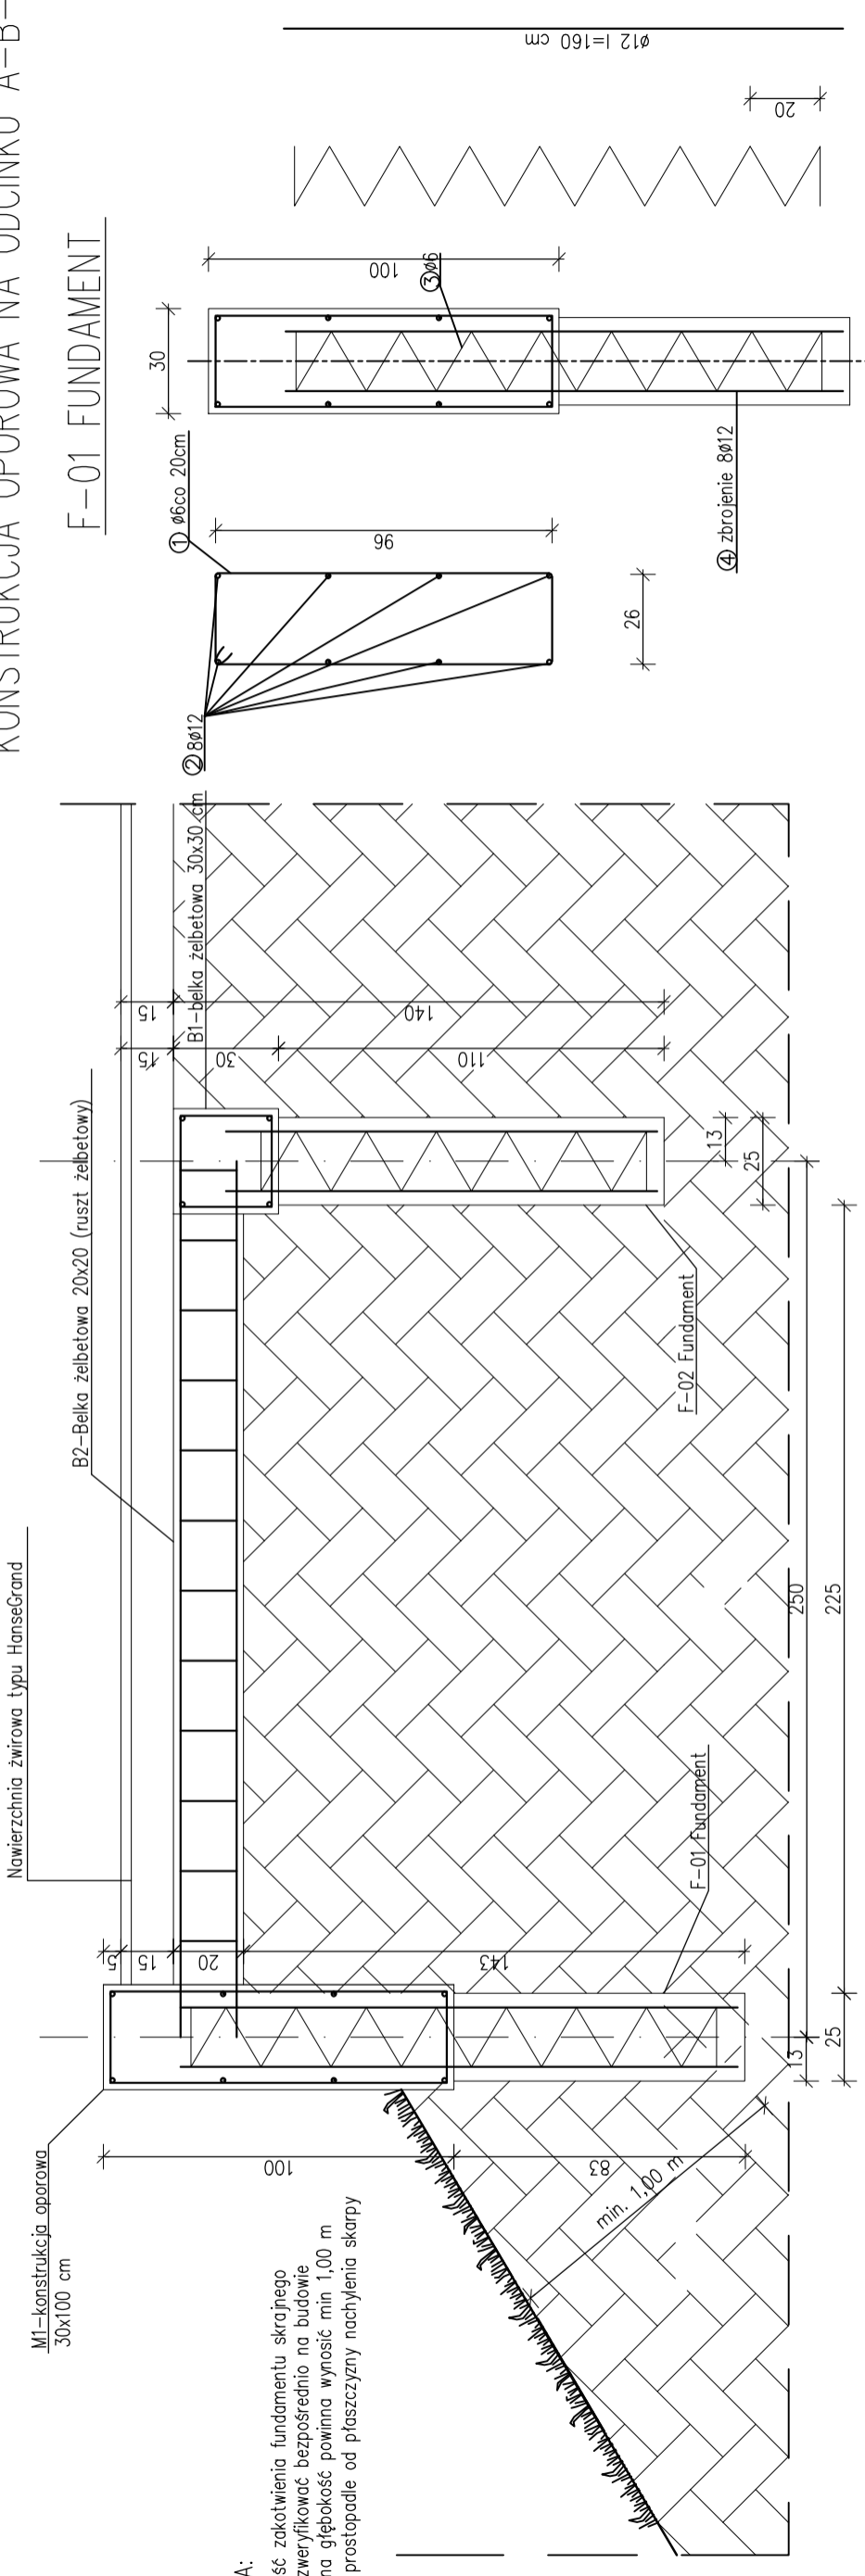 KONSTRUKCJA OPOROWA NA ODCINKU A-B-
F-01 FUNDAMENT
Nawierzchnia żwirowa typu HanseGrand
B2-Belka żelbetowa 20x20 (ruszt żelbetowy)
B1-belka żelbetowa 30x30 cm
M1-konstrukcja oporowa
30x100 cm
A:
ść zakotwienia fundamentu skrajnego
zweryfikować bezpośrednio na budowie
na głębokość powinna wynosić min 1,00 m
prostopadle od płaszczyzny nachylenia skarpy
100
83
min. 1,00 m
5
15
20
143
F-01 Fundament
13
25
250
225
F-02 Fundament
15
30
110
15
140
13
25
② 8ø12
① ø6co 20cm
96
26
30
100
③ø6
④ zbrojenie 8ø12
20
ø12 l=160 cm